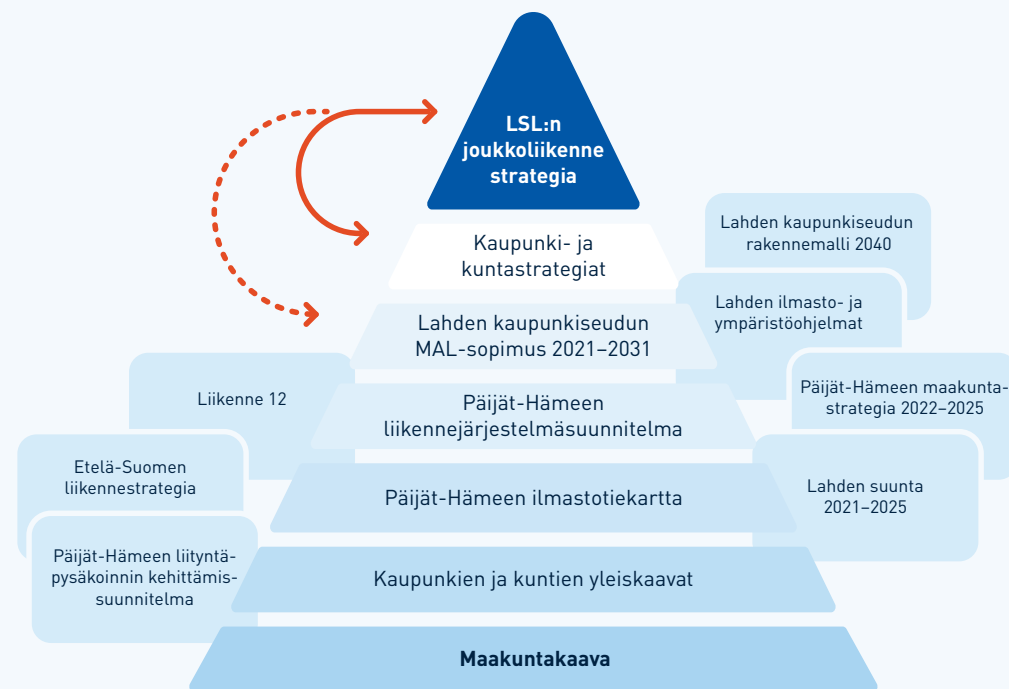 LSL:n
joukkoliikenne
strategia
Kaupunki- ja
kuntastrategiat
Lahden kaupunkiseudun
MAL-sopimus 2021–2031
Päijät-Hämeen
liikennejärjestelmäsuunnitelma
Päijät-Hämeen ilmastotiekartta
Kaupunkien ja kuntien yleiskaavat
Maakuntakaava
Liikenne 12
Etelä-Suomen
liikennestrategia
Päijät-Hämeen liityntä-
pysäkoinnin kehittämis-
suunnitelma
Lahden kaupunkiseudun
rakennemalli 2040
Lahden ilmasto- ja
ympäristöohjelmat
Päijät-Hämeen maakunta-
strategia 2022–2025
Lahden suunta
2021–2025